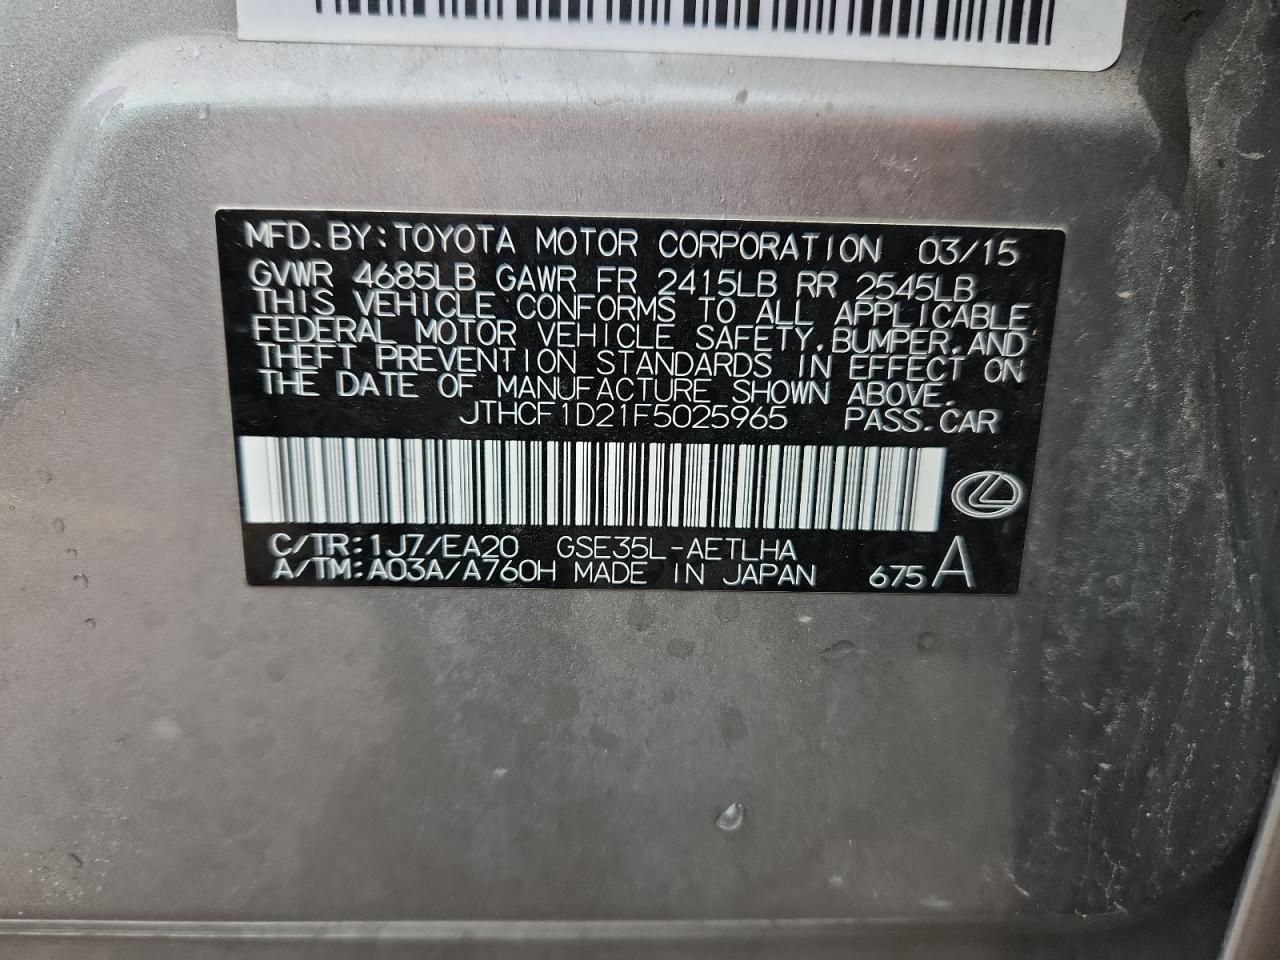 MFD.BY:TOYOTA MOTOR CORPORATION 03/15
GVWR 4685LB GAWR FR 2415LB RR 2545LB
THIS VEHICLE CONFORMS TO ALL APPLICABLE
FEDERAL MOTOR VEHICLE SAFETY,BUMPER,AND
THEFT PREVENTION STANDARDS IN EFFECT ON
THE DATE OF MANUFACTURE SHOWN ABOVE.
JTHCF1D21F5025965 PASS.CAR
C/TR:1J7/EA20 GSE35L-AETLHA
A/TM:A03A/A760H MADE IN JAPAN 675 A